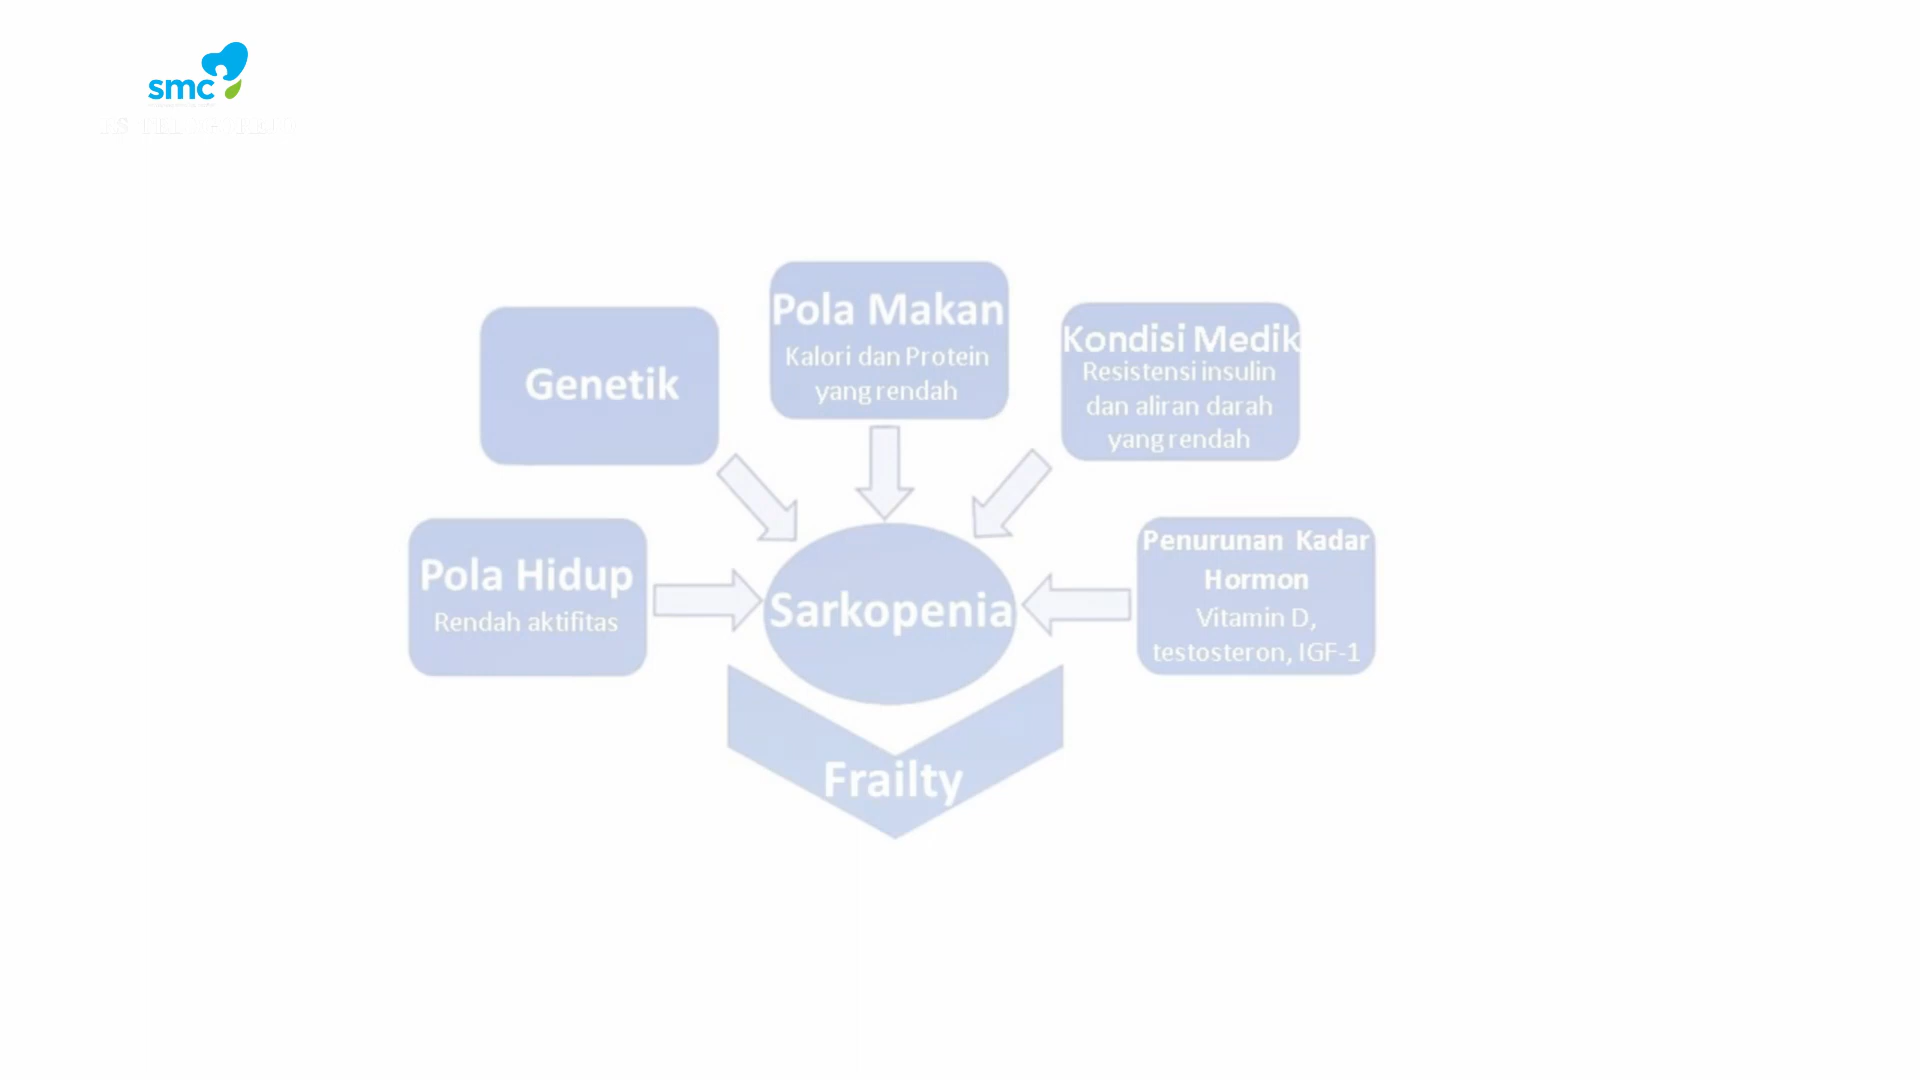 smc
Pola Makan
Kalori dan Protein
yang rendah
Genetik
Kondisi Medik
Resistensi insulin
dan aliran darah
yang rendah
Pola Hidup
Rendah aktifitas
Sarkopenia
Penurunan Kadar
Hormon
Vitamin D,
testosteron, IGF-1
Frailty